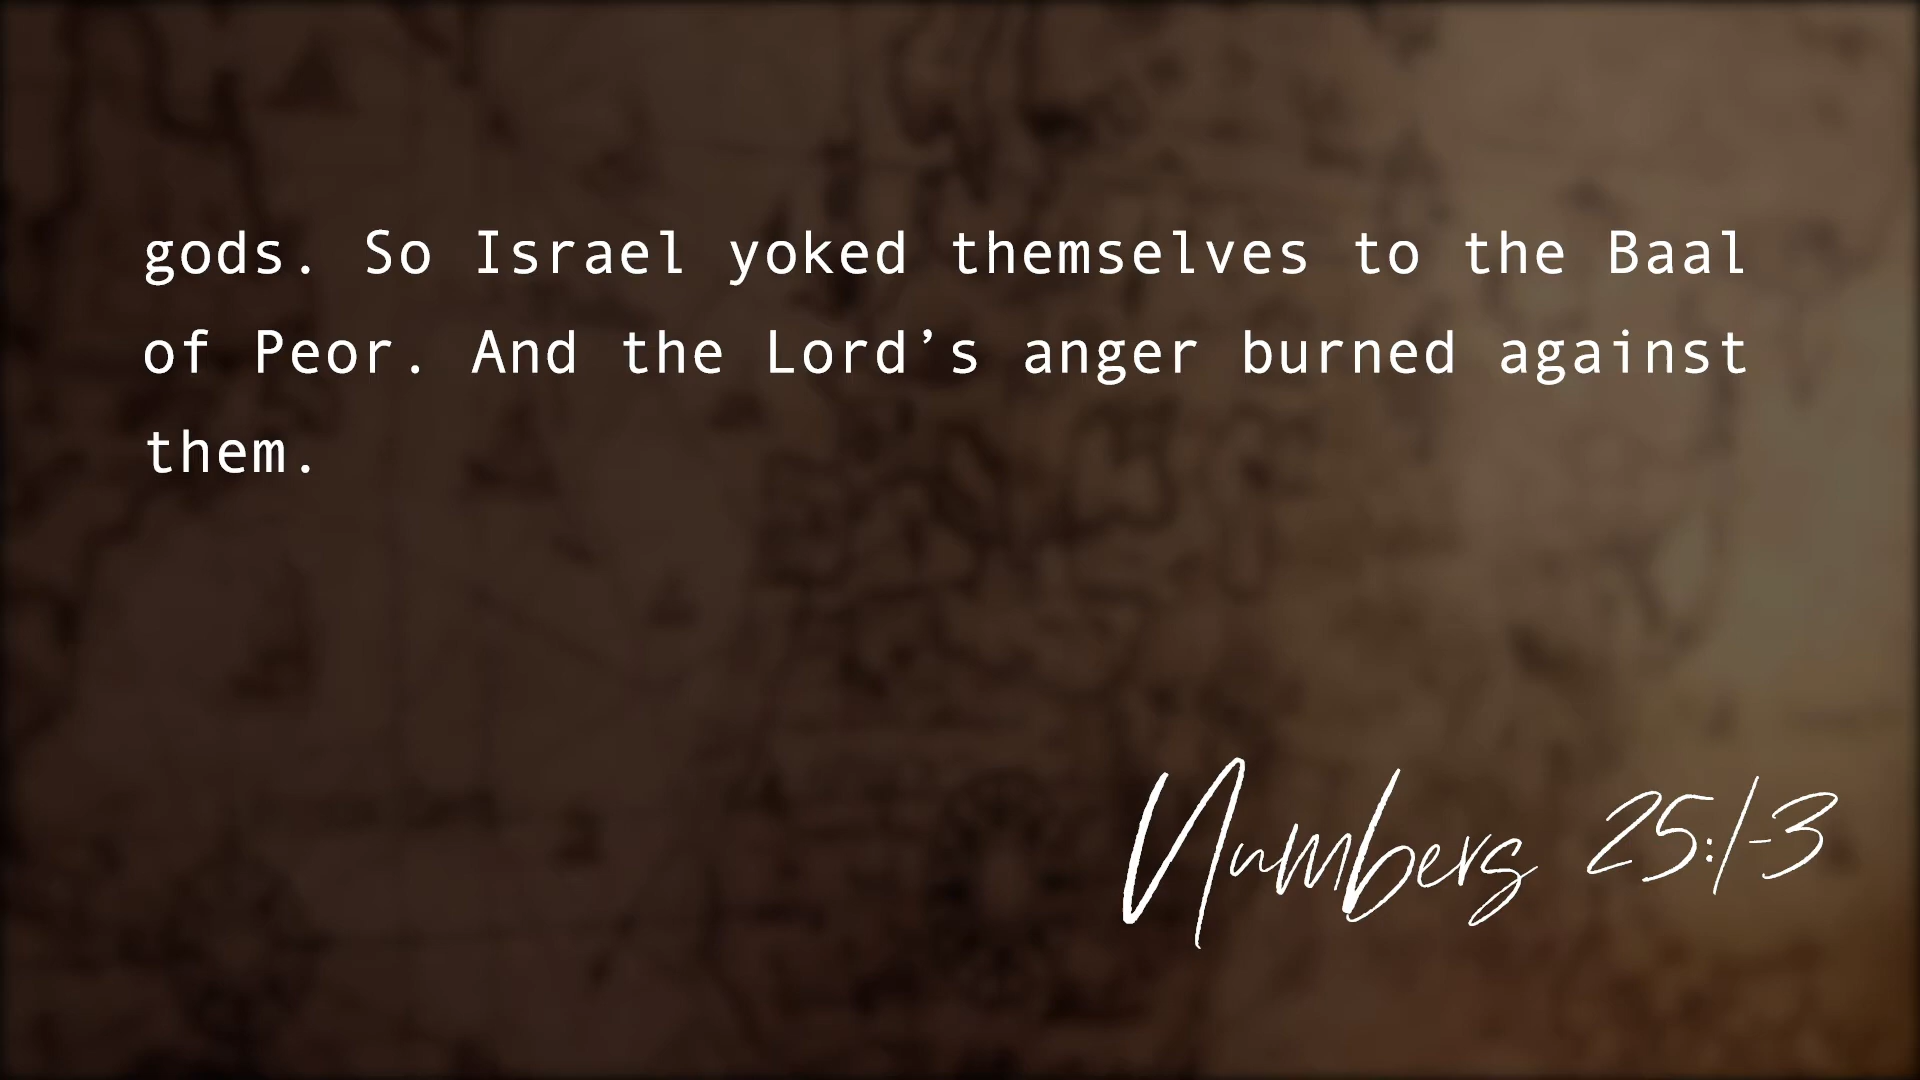 gods. So Israel yoked themselves to the Baal
of Peor. And the Lord’s anger burned against
them.
Numbers 25:1-3